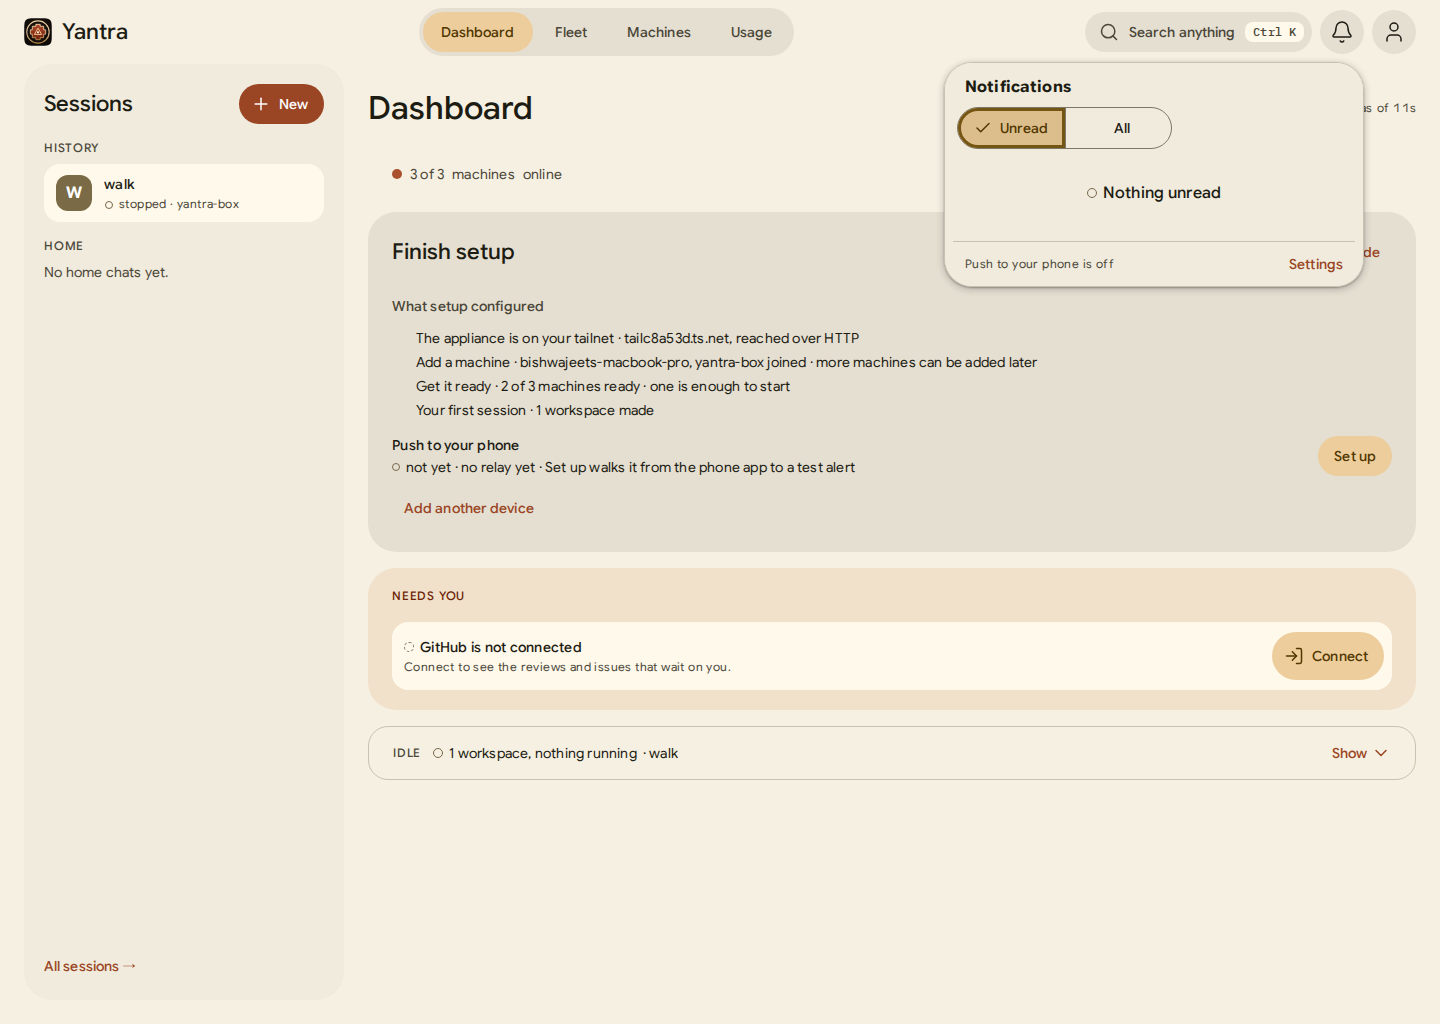 Yantra
Dashboard
Fleet
Machines
Usage
Search anything
Ctrl K
Sessions
New
HISTORY
W
walk
stopped · yantra-box
HOME
No home chats yet.
All sessions →
Dashboard
as of 11s
3 of 3 machines online
Notifications
Unread
All
Nothing unread
Push to your phone is off
Settings
Finish setup
What setup configured
The appliance is on your tailnet · tailc8a53d.ts.net, reached over HTTP
Add a machine · bishwajeets-macbook-pro, yantra-box joined · more machines can be added later
Get it ready · 2 of 3 machines ready · one is enough to start
Your first session · 1 workspace made
Push to your phone
not yet · no relay yet · Set up walks it from the phone app to a test alert
Set up
Add another device
NEEDS YOU
GitHub is not connected
Connect to see the reviews and issues that wait on you.
Connect
IDLE
1 workspace, nothing running · walk
Show